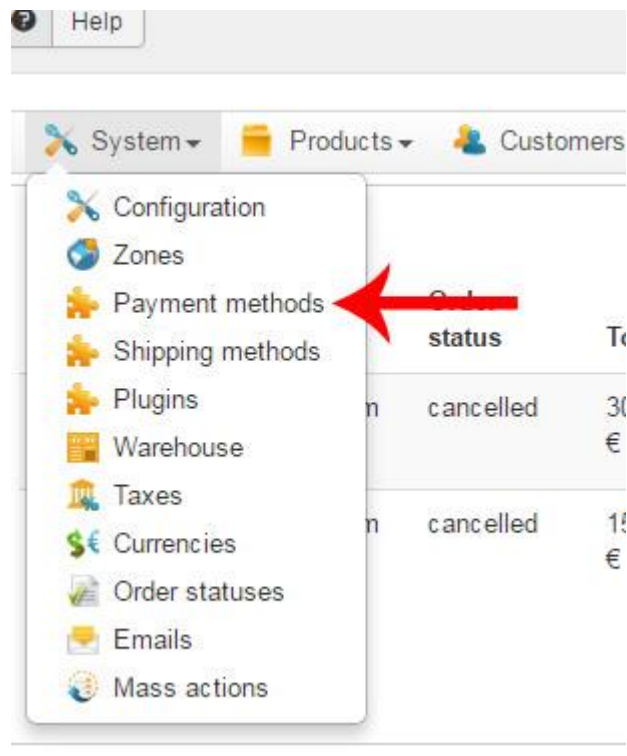 Help
System Products Customers
Configuration
Zones
Payment methods
Shipping methods
Plugins
Warehouse
Taxes
Currencies
Order statuses
Emails
Mass actions
status
cancelled
€
cancelled
€